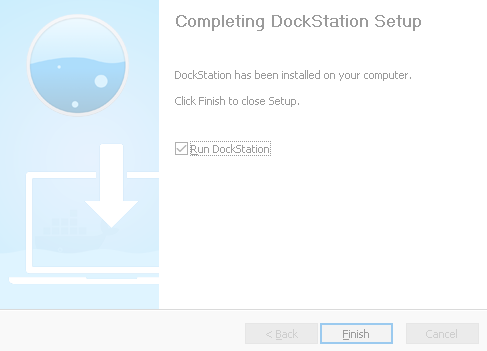 Completing DockStation Setup
DockStation has been installed on your computer.
Click Finish to close Setup.
Run DockStation
< Back
Finish
Cancel